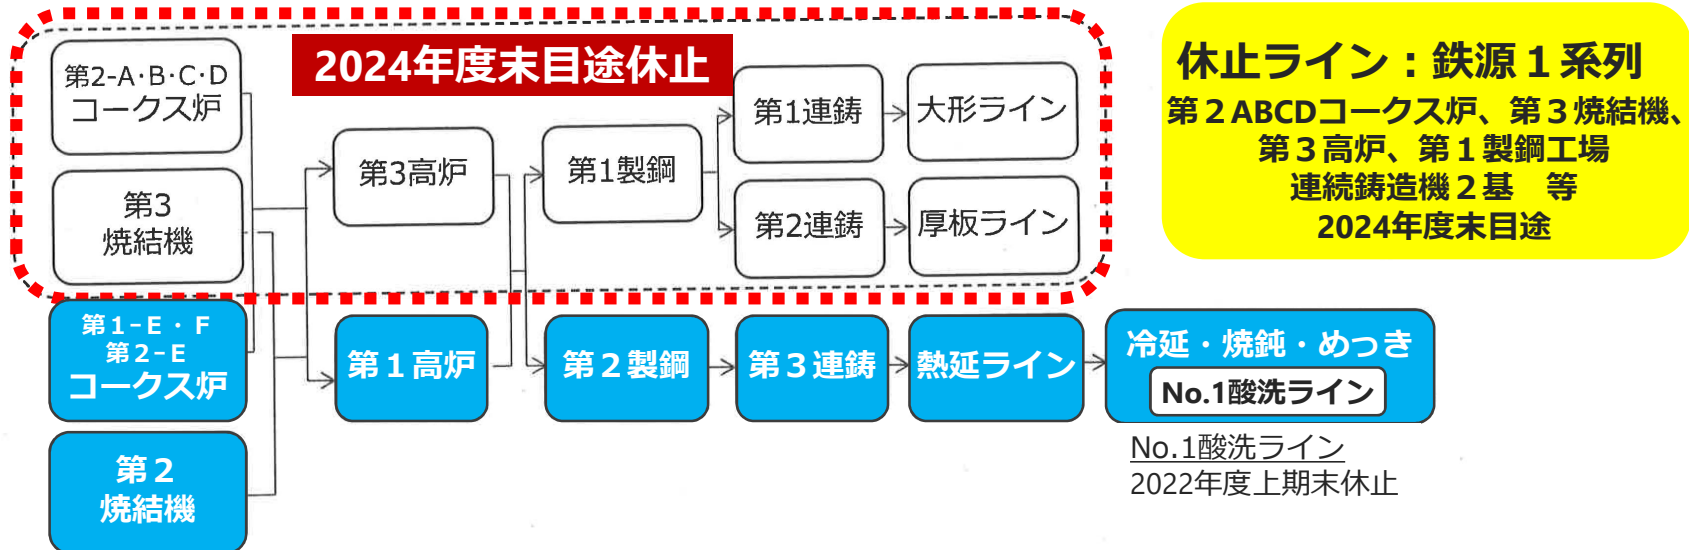 2024年度末目途休止
第2-A･B･C･D
コークス炉
第3
焼結機
第3高炉
第1製鋼
第1連鋳
大形ライン
第2連鋳
厚板ライン
休止ライン：鉄源１系列
第２ABCDコークス炉、第３焼結機、
第３高炉、第１製鋼工場
連続鋳造機２基　等
2024年度末目途
第1-E・F
第2-E
コークス炉
第２
焼結機
第１高炉
第２製鋼
第３連鋳
熱延ライン
冷延・焼鈍・めっき
No.1酸洗ライン
No.1酸洗ライン
2022年度上期末休止